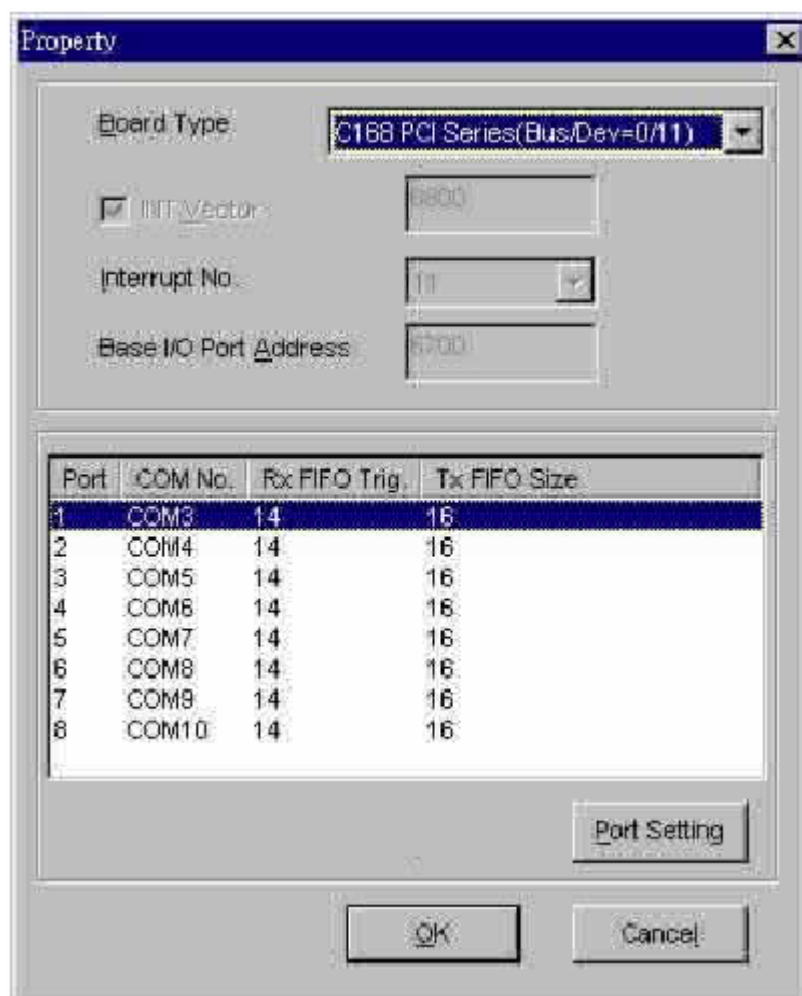 Property
Board Type C168 PCI Series(Bus/Dev=0/11)
INT Vector 6800
Interrupt No. 11
Base I/O Port Address 6700
Port COM No. Rx FIFO Trig. Tx FIFO Size
1 COM3 14 16
2 COM4 14 16
3 COM5 14 16
4 COM6 14 16
5 COM7 14 16
6 COM8 14 16
7 COM9 14 16
8 COM10 14 16
Port Setting
OK Cancel